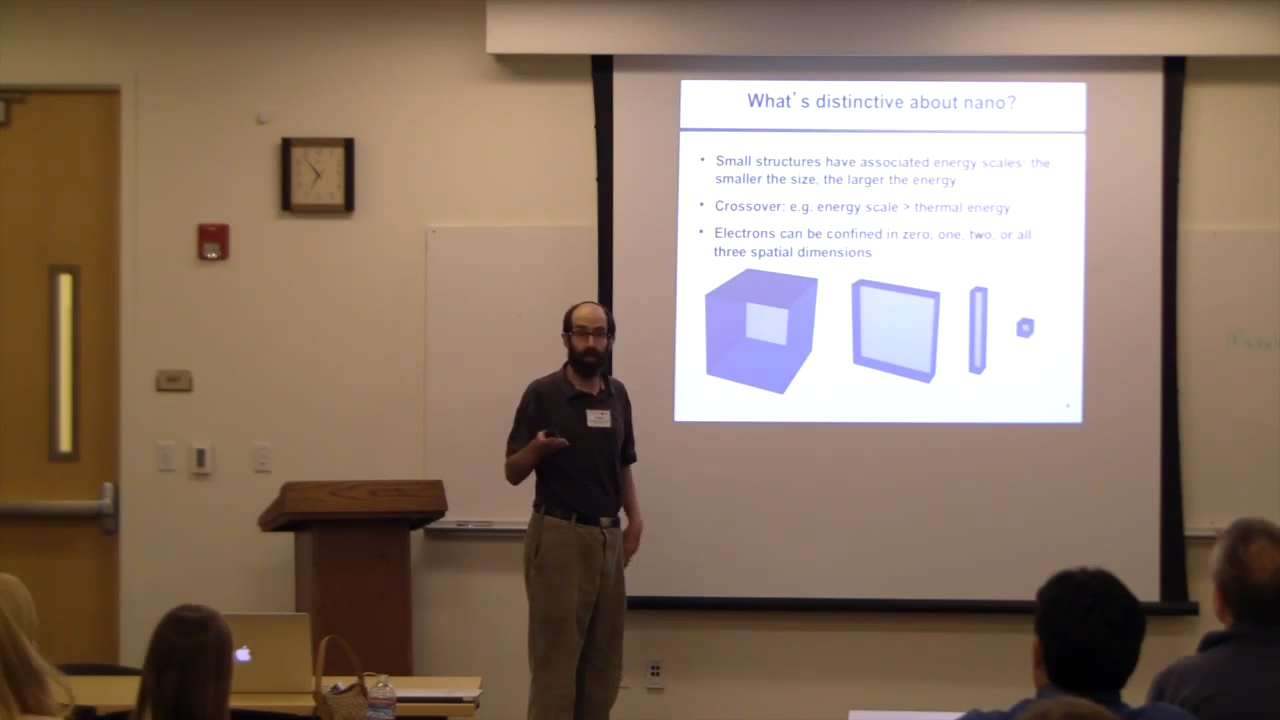 What's distinctive about nano?
• Small structures have associated energy scales: the
smaller the size, the larger the energy
• Crossover: e.g. energy scale > thermal energy
• Electrons can be confined in zero, one, two, or all
three spatial dimensions